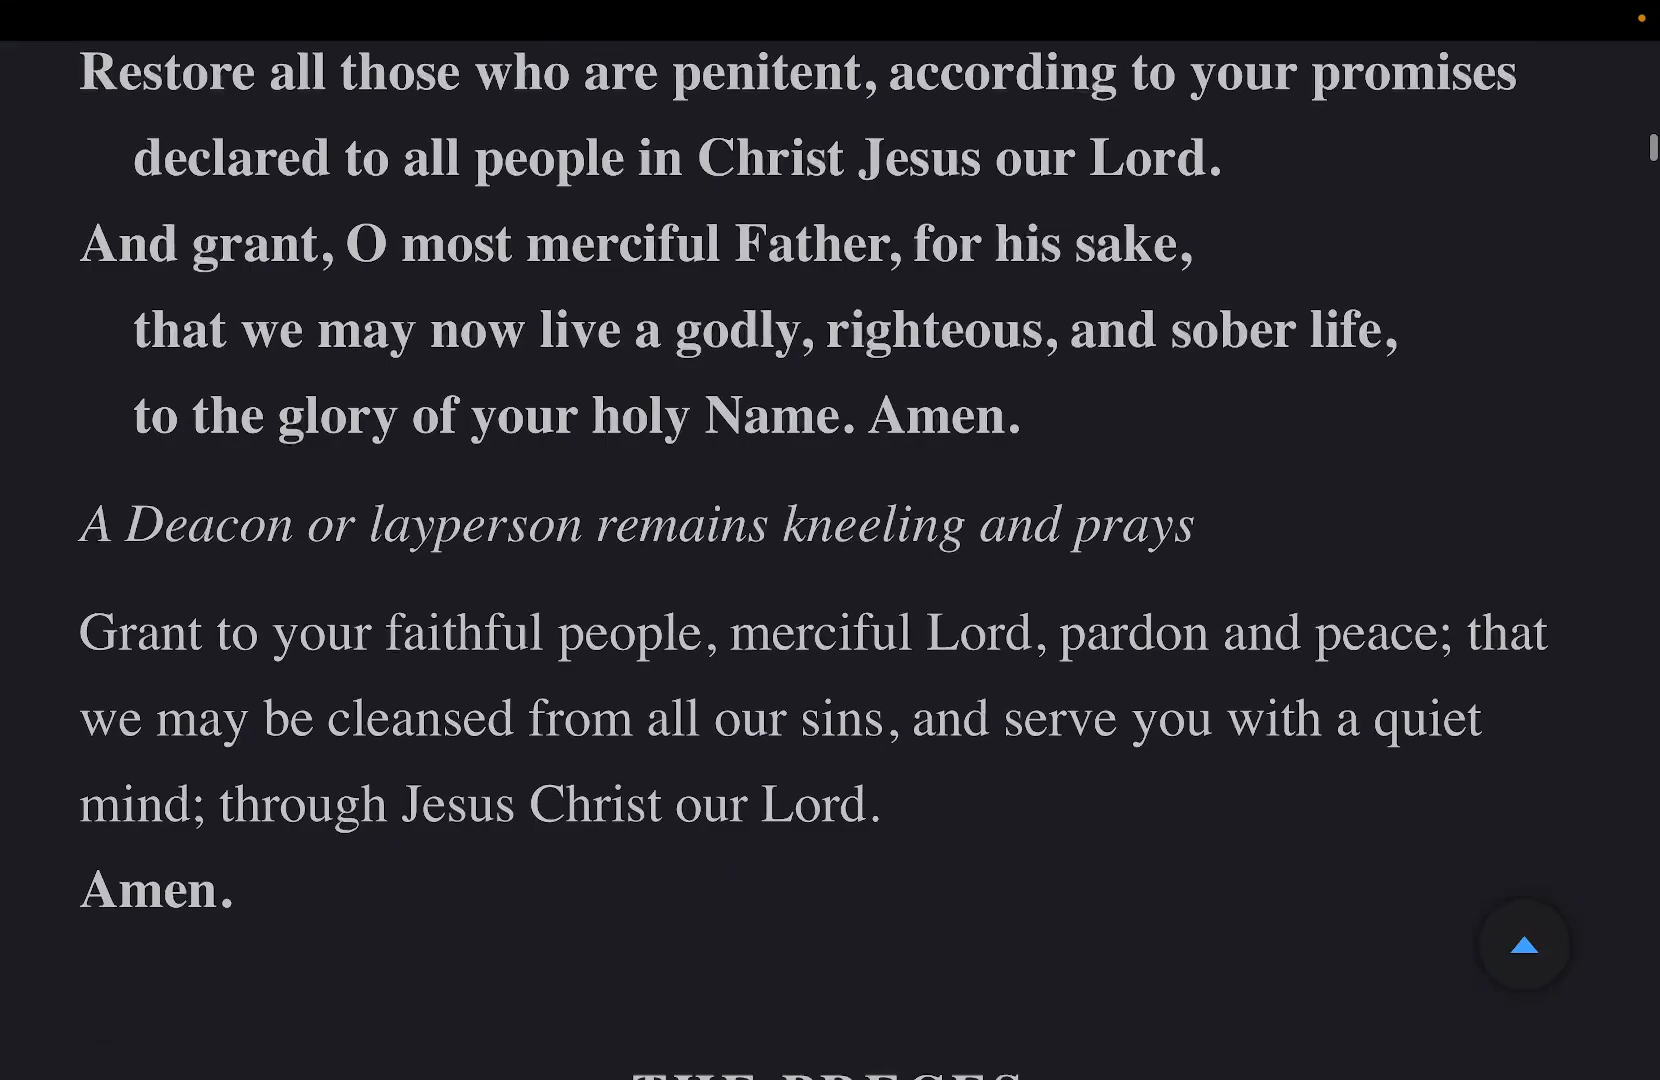 Restore all those who are penitent, according to your promises
declared to all people in Christ Jesus our Lord.
And grant, O most merciful Father, for his sake,
that we may now live a godly, righteous, and sober life,
to the glory of your holy Name. Amen.
A Deacon or layperson remains kneeling and prays
Grant to your faithful people, merciful Lord, pardon and peace; that
we may be cleansed from all our sins, and serve you with a quiet
mind; through Jesus Christ our Lord.
Amen.
THE PRECES